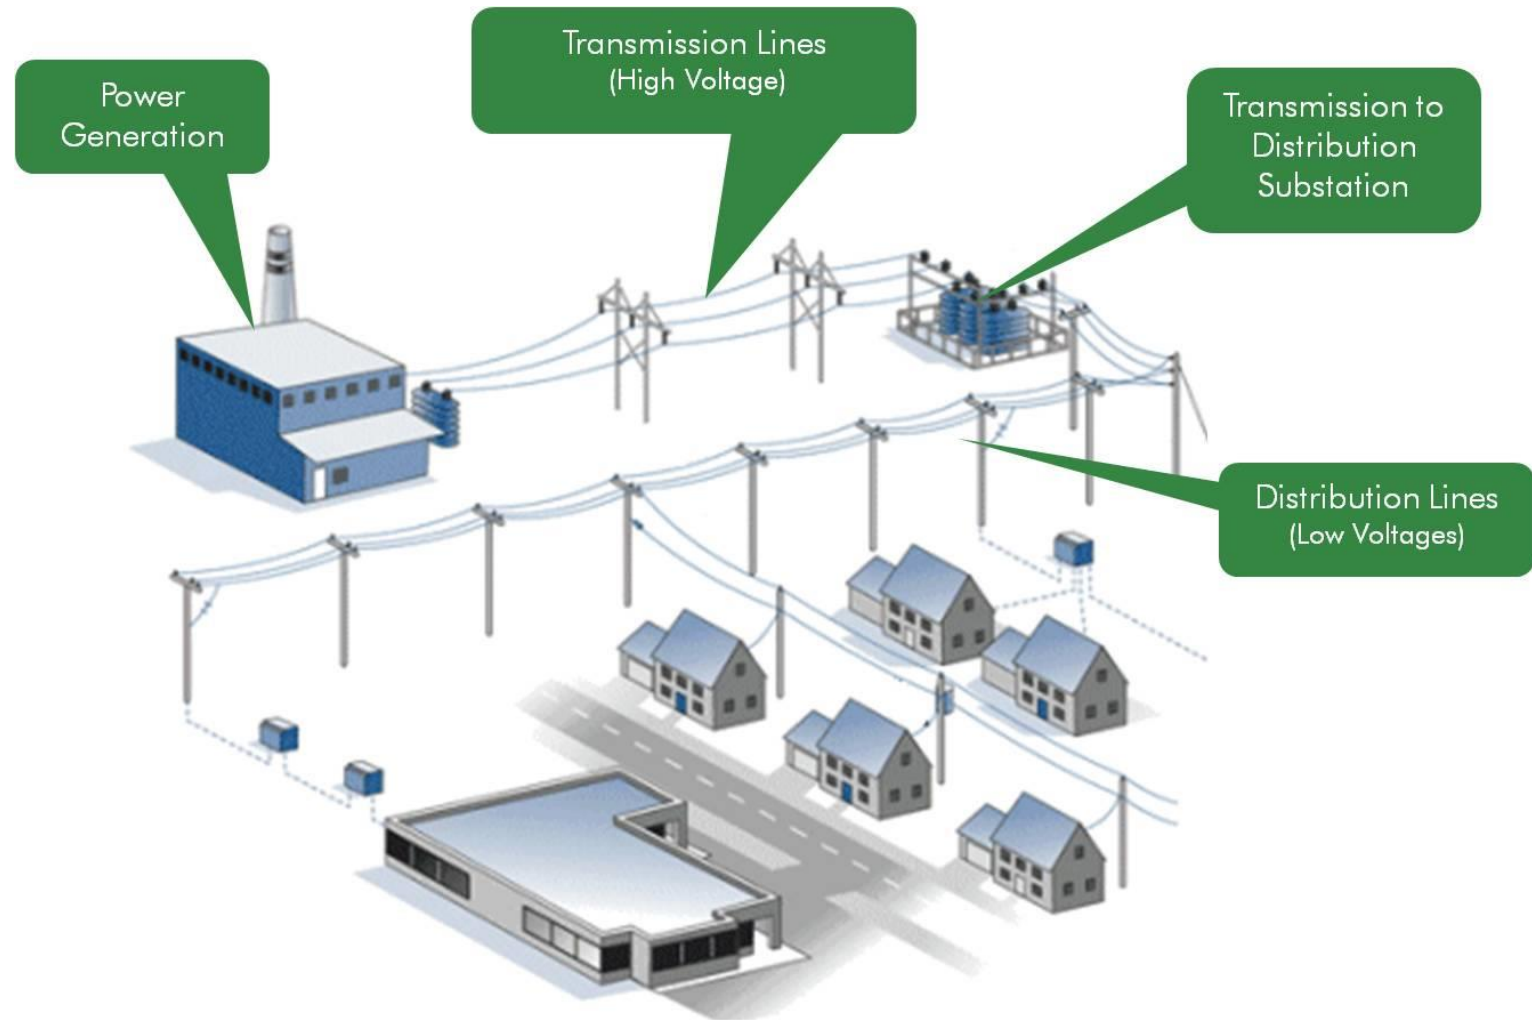 Power
Generation
Transmission Lines
(High Voltage)
Transmission to
Distribution
Substation
Distribution Lines
(Low Voltages)